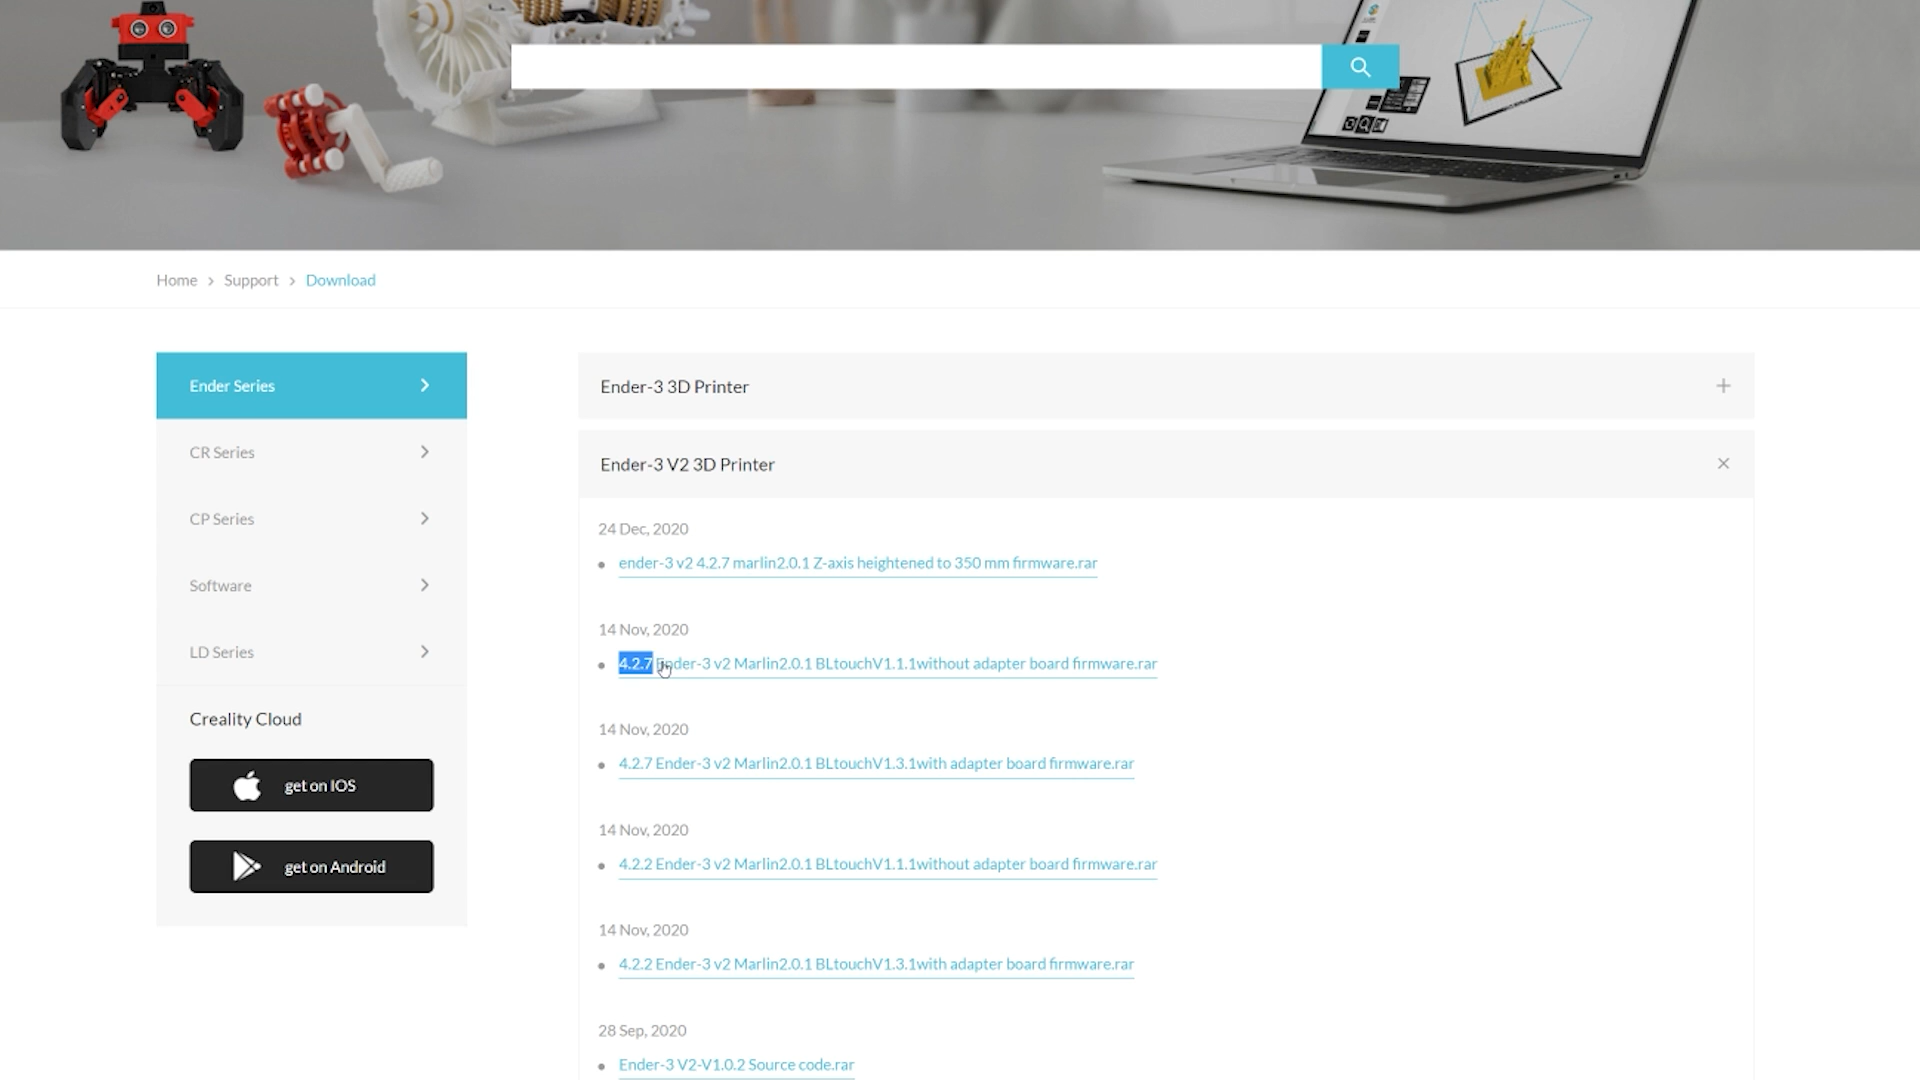 Home > Support > Download
Ender Series
CR Series
CP Series
Software
LD Series
Creality Cloud
get on IOS
get on Android
Ender-3 3D Printer
Ender-3 V2 3D Printer
24 Dec, 2020
ender-3 v2 4.2.7 marlin2.0.1 Z-axis heightened to 350 mm firmware.rar
14 Nov, 2020
4.2.7 Ender-3 v2 Marlin2.0.1 BLtouchV1.1.1without adapter board firmware.rar
14 Nov, 2020
4.2.7 Ender-3 v2 Marlin2.0.1 BLtouchV1.3.1with adapter board firmware.rar
14 Nov, 2020
4.2.2 Ender-3 v2 Marlin2.0.1 BLtouchV1.1.1without adapter board firmware.rar
14 Nov, 2020
4.2.2 Ender-3 v2 Marlin2.0.1 BLtouchV1.3.1with adapter board firmware.rar
28 Sep, 2020
Ender-3 V2-V1.0.2 Source code.rar